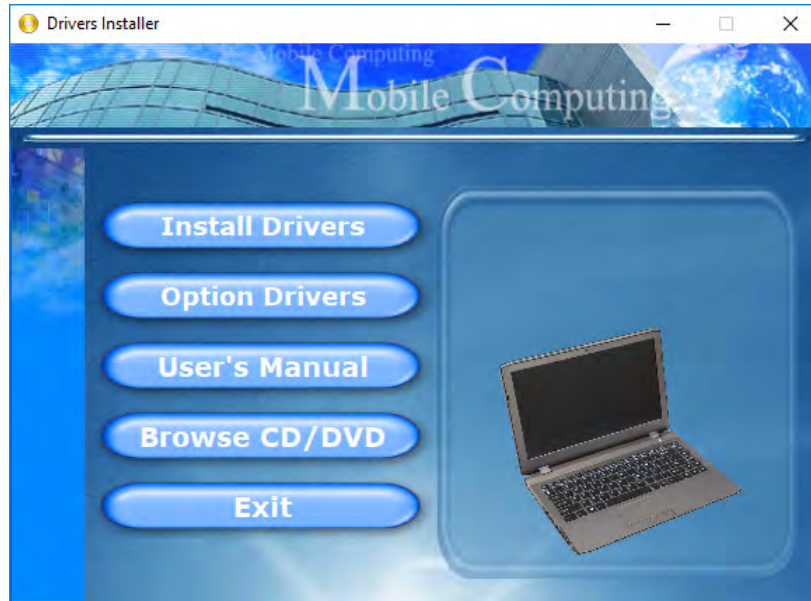 Drivers Installer
Mobile Computing
Mobile Computing
Install Drivers
Option Drivers
User's Manual
Browse CD/DVD
Exit